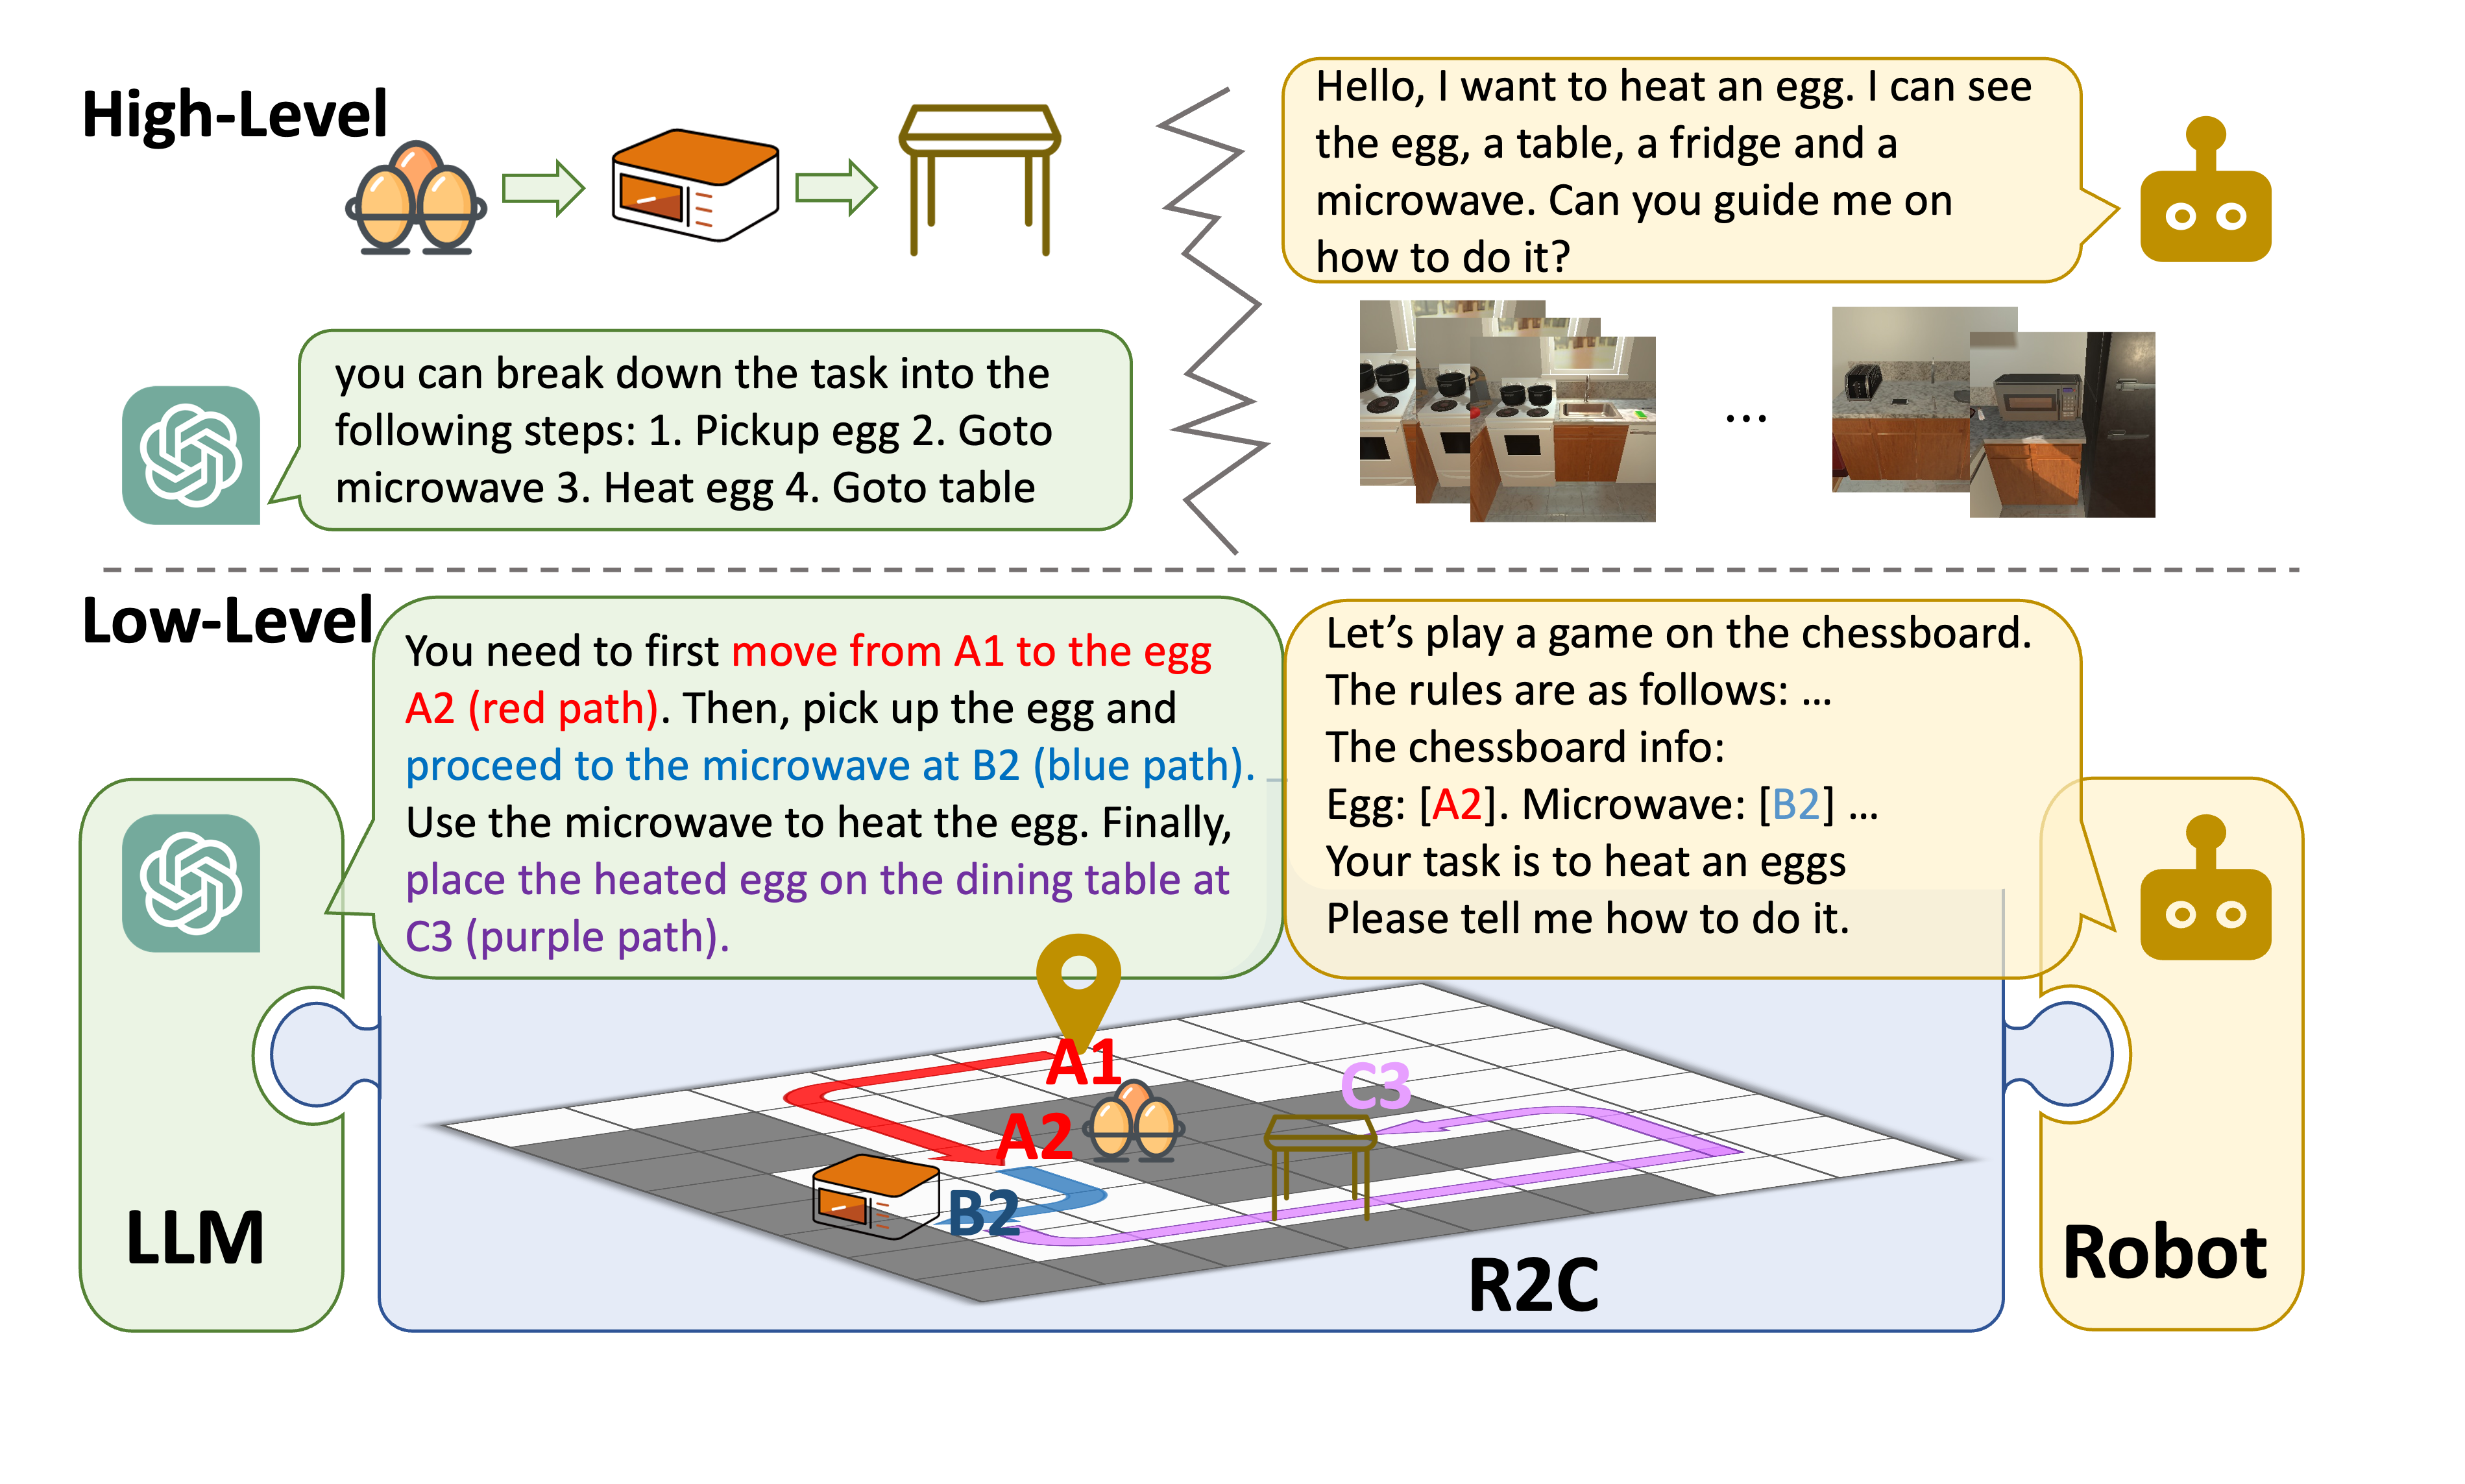 High-Level
Hello, I want to heat an egg. I can see
the egg, a table, a fridge and a
microwave. Can you guide me on
how to do it?
you can break down the task into the
following steps: 1. Pickup egg 2. Goto
microwave 3. Heat egg 4. Goto table
...
Low-Level
You need to first move from A1 to the egg
A2 (red path). Then, pick up the egg and
proceed to the microwave at B2 (blue path).
Use the microwave to heat the egg. Finally,
place the heated egg on the dining table at
C3 (purple path).
Let’s play a game on the chessboard.
The rules are as follows: ...
The chessboard info:
Egg: [A2]. Microwave: [B2] ...
Your task is to heat an eggs
Please tell me how to do it.
A1
C3
A2
B2
LLM
R2C
Robot